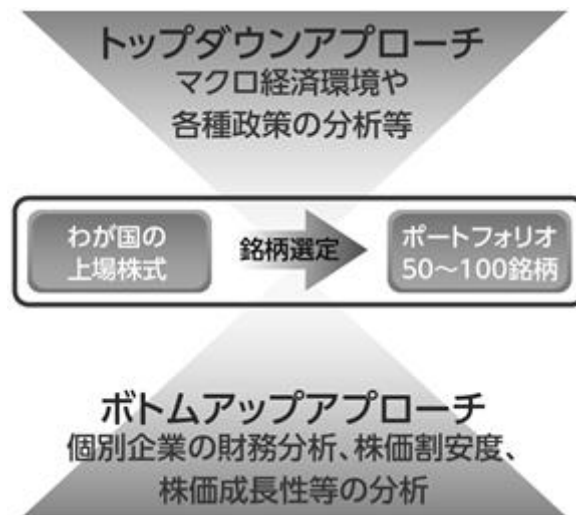 トップダウンアプローチ
マクロ経済環境や
各種政策の分析等
わが国の
上場株式
銘柄選定
ポートフォリオ
50～100銘柄
ボトムアップアプローチ
個別企業の財務分析、株価割安度、
株価成長性等の分析